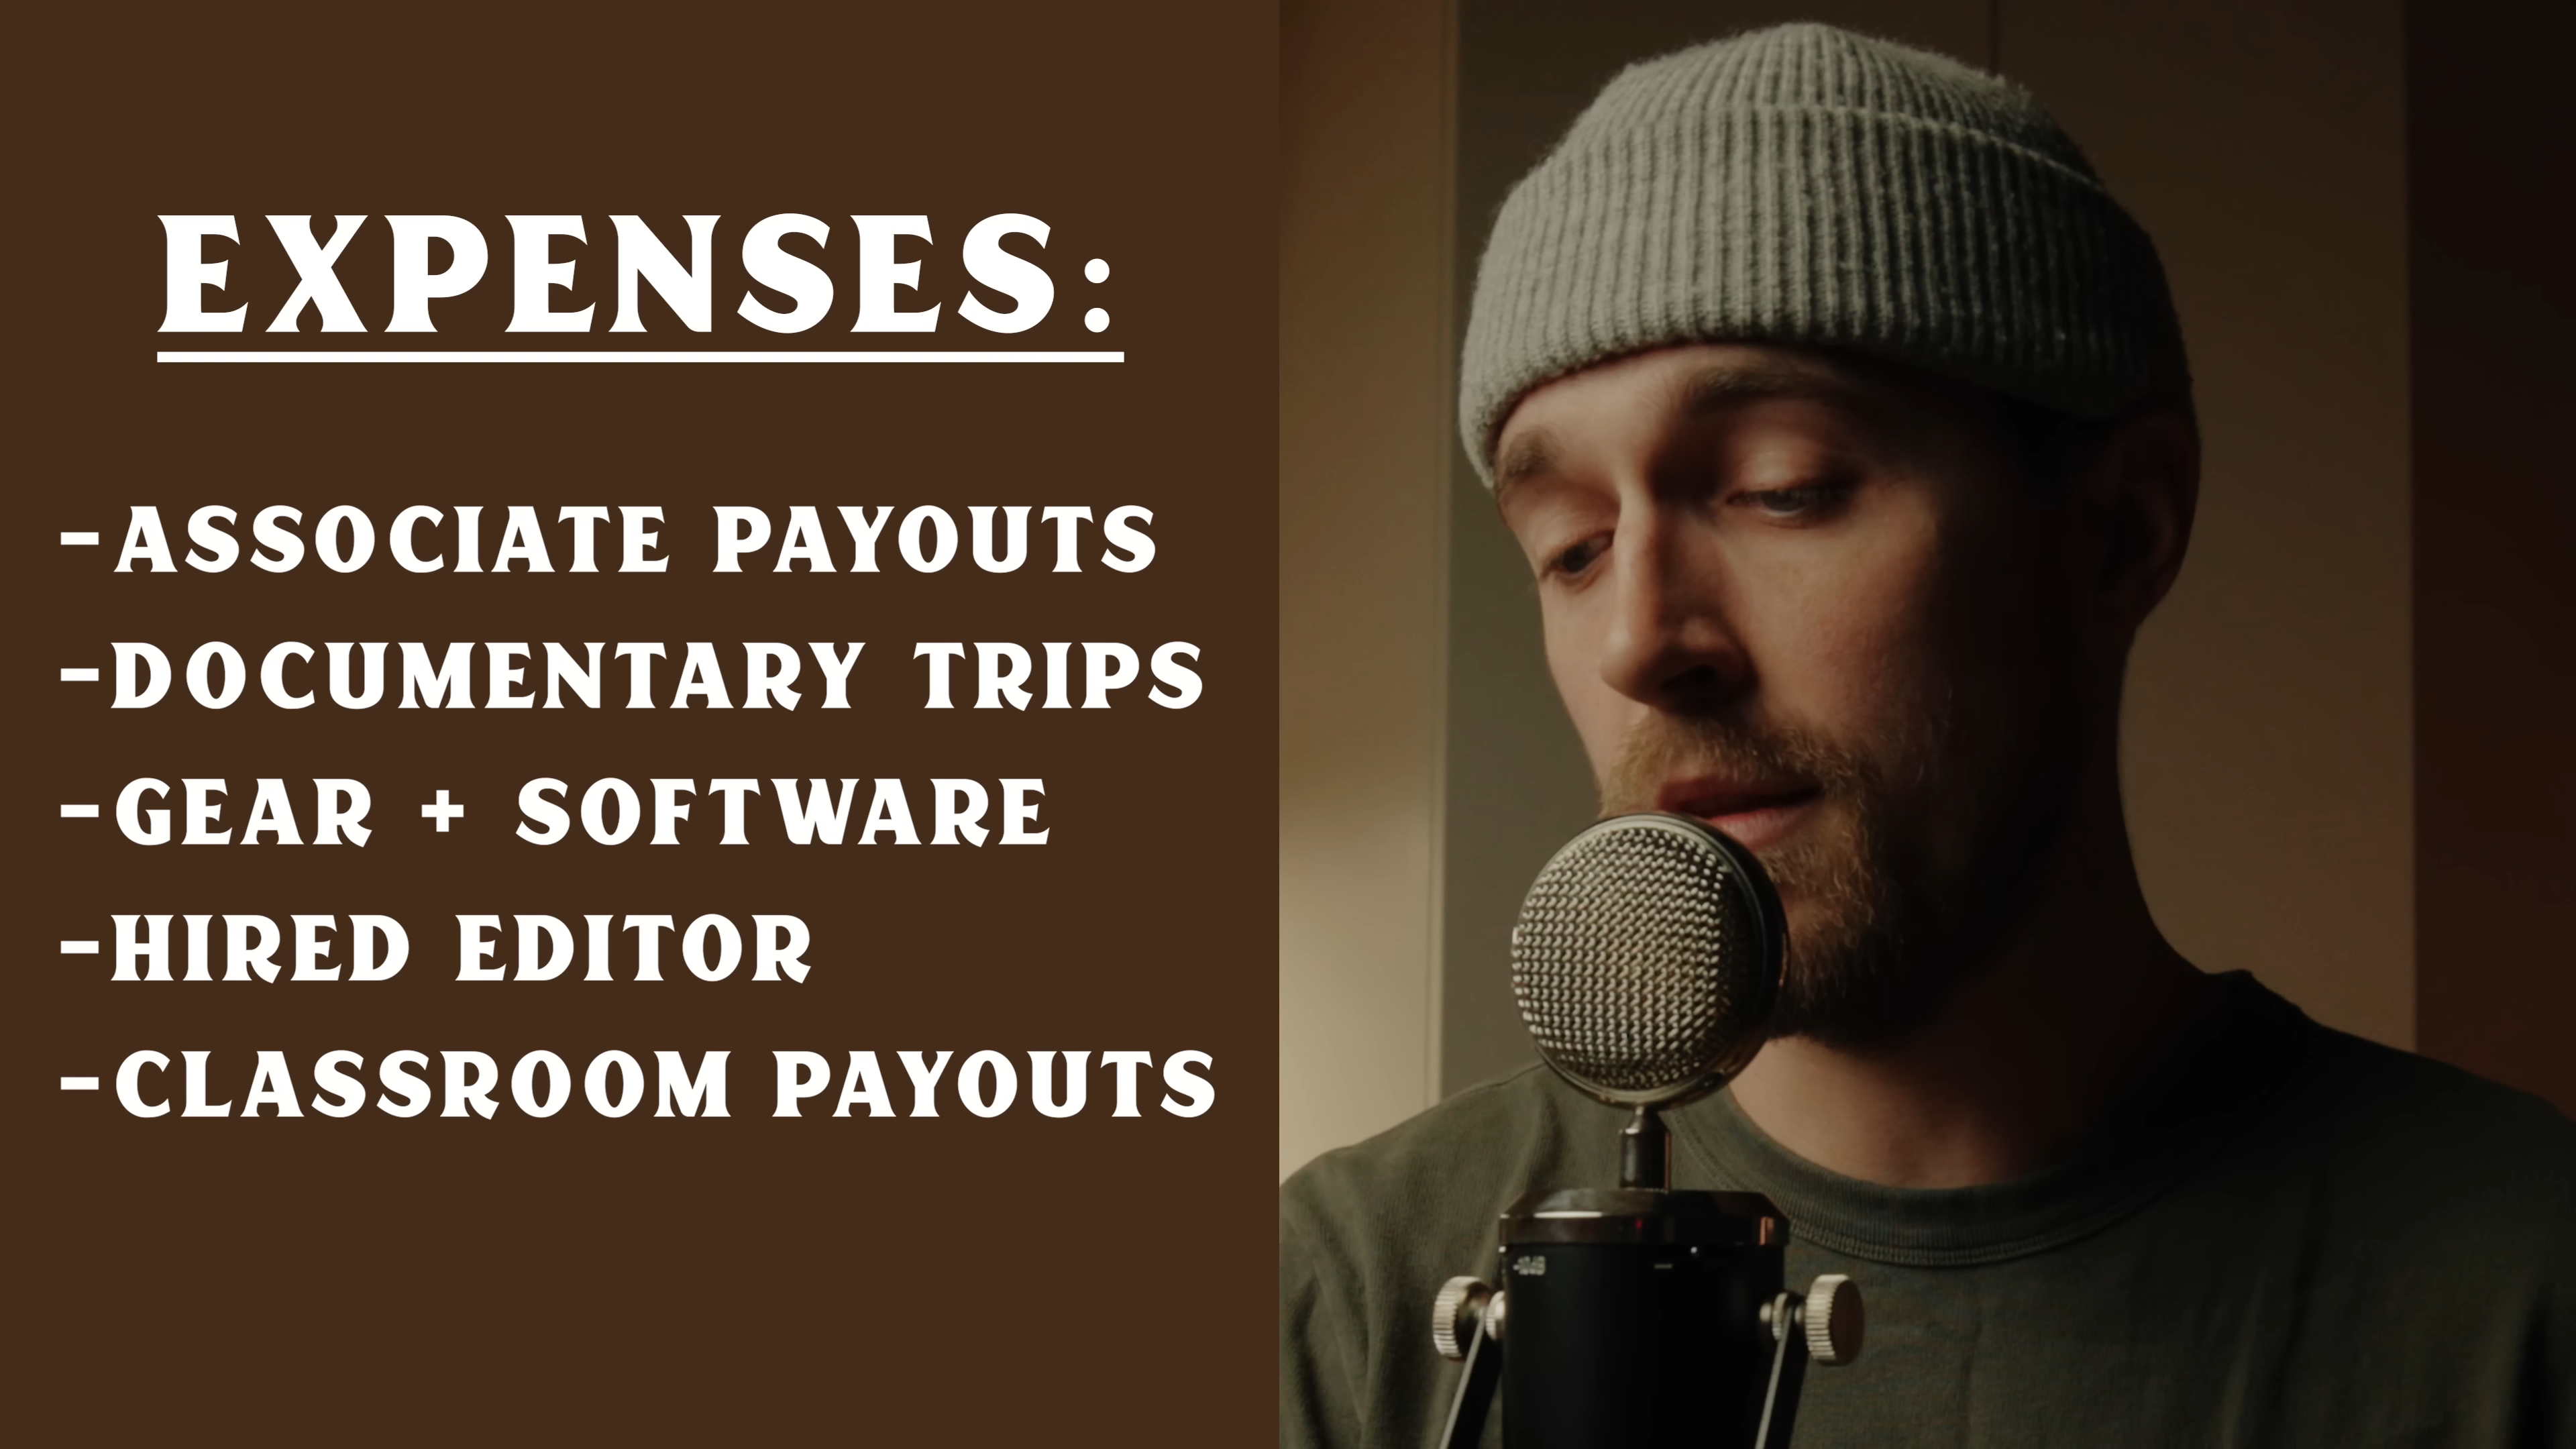 EXPENSES:
-ASSOCIATE PAYOUTS
-DOCUMENTARY TRIPS
-GEAR + SOFTWARE
-HIRED EDITOR
-CLASSROOM PAYOUTS